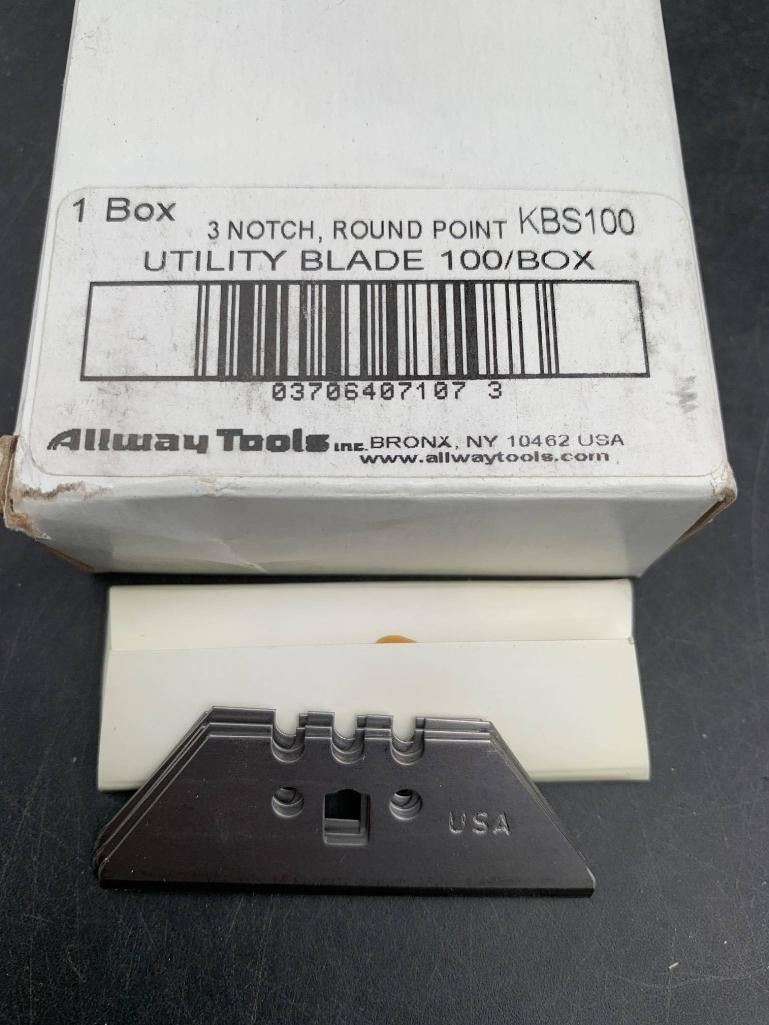 1 Box 3 NOTCH, ROUND POINT KBS100
UTILITY BLADE 100/BOX
03706407107 3
Allway Tools INC. BRONX, NY 10462 USA
www.allwaytools.com
USA